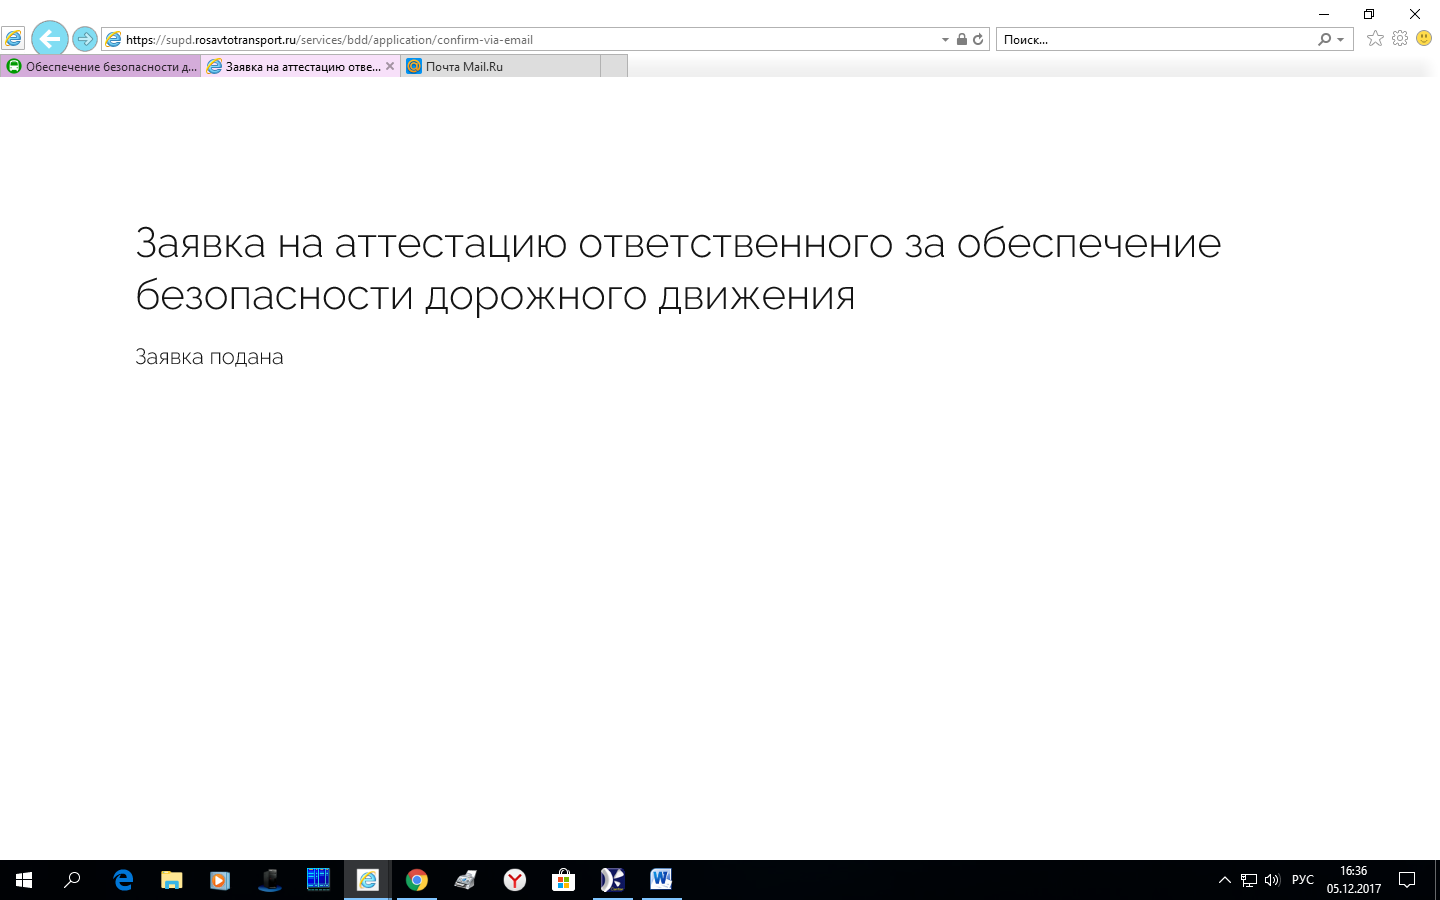 https://supd.rosavtotransport.ru/services/bdd/application/confirm-via-email
Поиск...
Обеспечение безопасности д...
Заявка на аттестацию отве...
Почта Mail.Ru
Заявка на аттестацию ответственного за обеспечение
безопасности дорожного движения
Заявка подана
РУС
16:36
05.12.2017